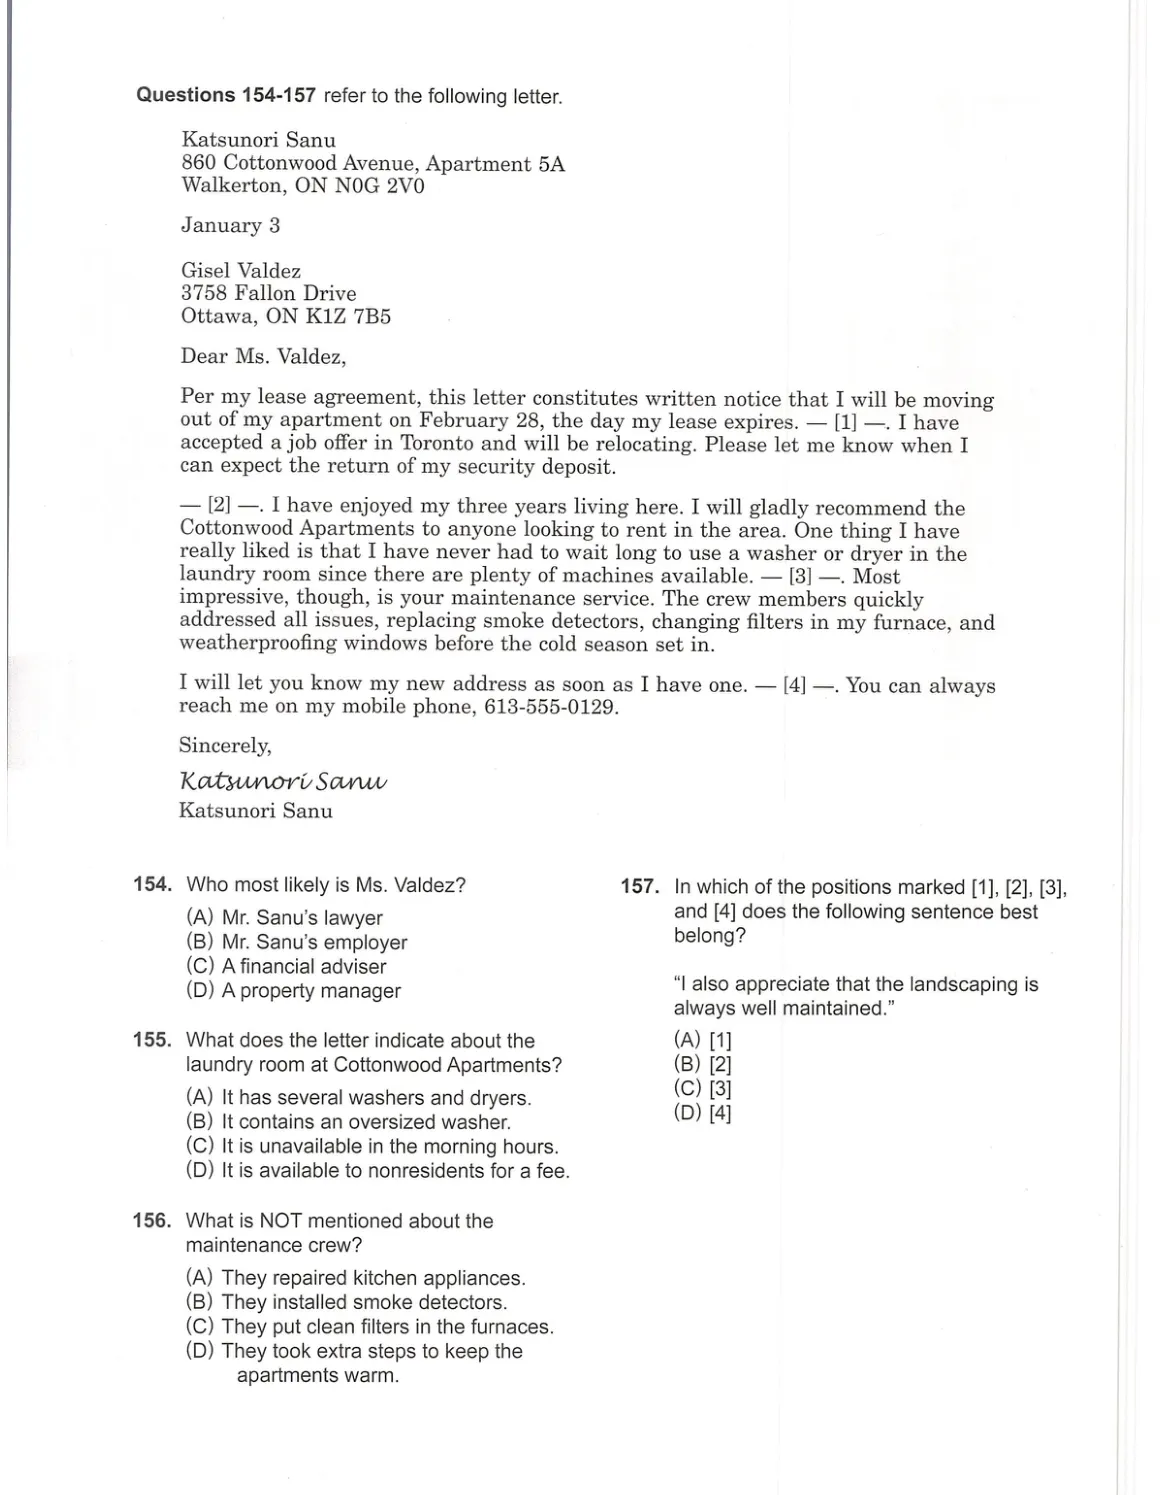 Questions 154-157 refer to the following letter.
Katsunori Sanu
860 Cottonwood Avenue, Apartment 5A
Walkerton, ON N0G 2V0
January 3
Gisel Valdez
3758 Fallon Drive
Ottawa, ON K1Z 7B5
Dear Ms. Valdez,
Per my lease agreement, this letter constitutes written notice that I will be moving
out of my apartment on February 28, the day my lease expires. — [1] —. I have
accepted a job offer in Toronto and will be relocating. Please let me know when I
can expect the return of my security deposit.
— [2] —. I have enjoyed my three years living here. I will gladly recommend the
Cottonwood Apartments to anyone looking to rent in the area. One thing I have
really liked is that I have never had to wait long to use a washer or dryer in the
laundry room since there are plenty of machines available. — [3] —. Most
impressive, though, is your maintenance service. The crew members quickly
addressed all issues, replacing smoke detectors, changing filters in my furnace, and
weatherproofing windows before the cold season set in.
I will let you know my new address as soon as I have one. — [4] —. You can always
reach me on my mobile phone, 613-555-0129.
Sincerely,
Katsunori Sanu
Katsunori Sanu
154. Who most likely is Ms. Valdez?
(A) Mr. Sanu's lawyer
(B) Mr. Sanu's employer
(C) A financial adviser
(D) A property manager
155. What does the letter indicate about the
laundry room at Cottonwood Apartments?
(A) It has several washers and dryers.
(B) It contains an oversized washer.
(C) It is unavailable in the morning hours.
(D) It is available to nonresidents for a fee.
156. What is NOT mentioned about the
maintenance crew?
(A) They repaired kitchen appliances.
(B) They installed smoke detectors.
(C) They put clean filters in the furnaces.
(D) They took extra steps to keep the
apartments warm.
157. In which of the positions marked [1], [2], [3],
and [4] does the following sentence best
belong?
"I also appreciate that the landscaping is
always well maintained."
(A) [1]
(B) [2]
(C) [3]
(D) [4]